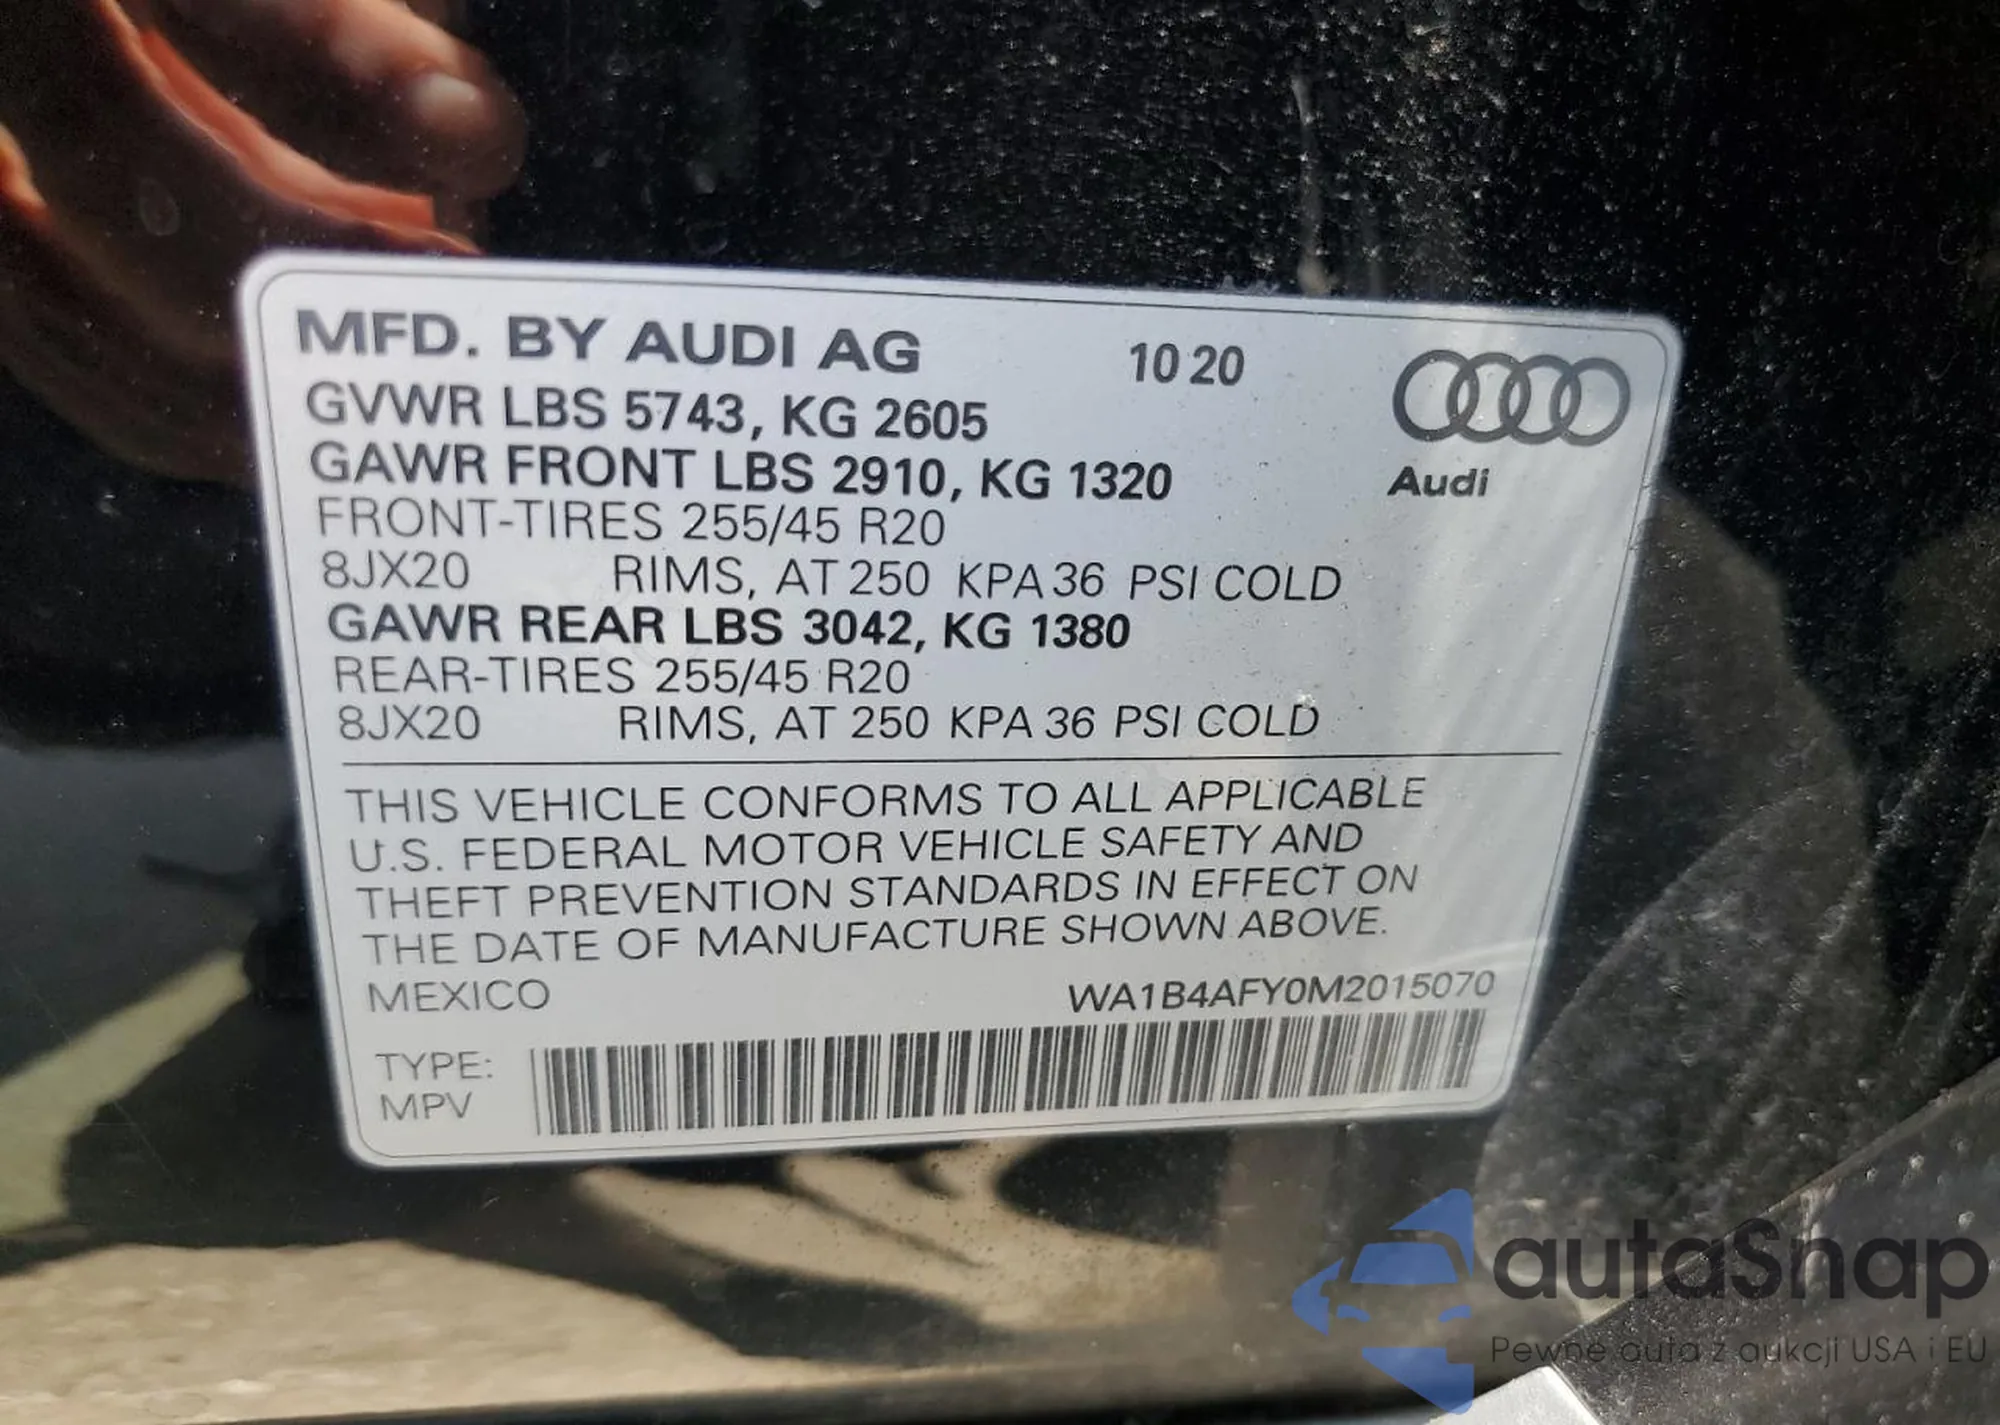 MFD. BY AUDI AG 10 20
GVWR LBS 5743, KG 2605
GAWR FRONT LBS 2910, KG 1320
Audi
FRONT-TIRES 255/45 R20
8JX20 RIMS, AT 250 KPA 36 PSI COLD
GAWR REAR LBS 3042, KG 1380
REAR-TIRES 255/45 R20
8JX20 RIMS, AT 250 KPA 36 PSI COLD
THIS VEHICLE CONFORMS TO ALL APPLICABLE
U.S. FEDERAL MOTOR VEHICLE SAFETY AND
THEFT PREVENTION STANDARDS IN EFFECT ON
THE DATE OF MANUFACTURE SHOWN ABOVE.
MEXICO WA1B4AFY0M2015070
TYPE:
MPV
autaSnap
Pewne auta z aukcji USA i EU